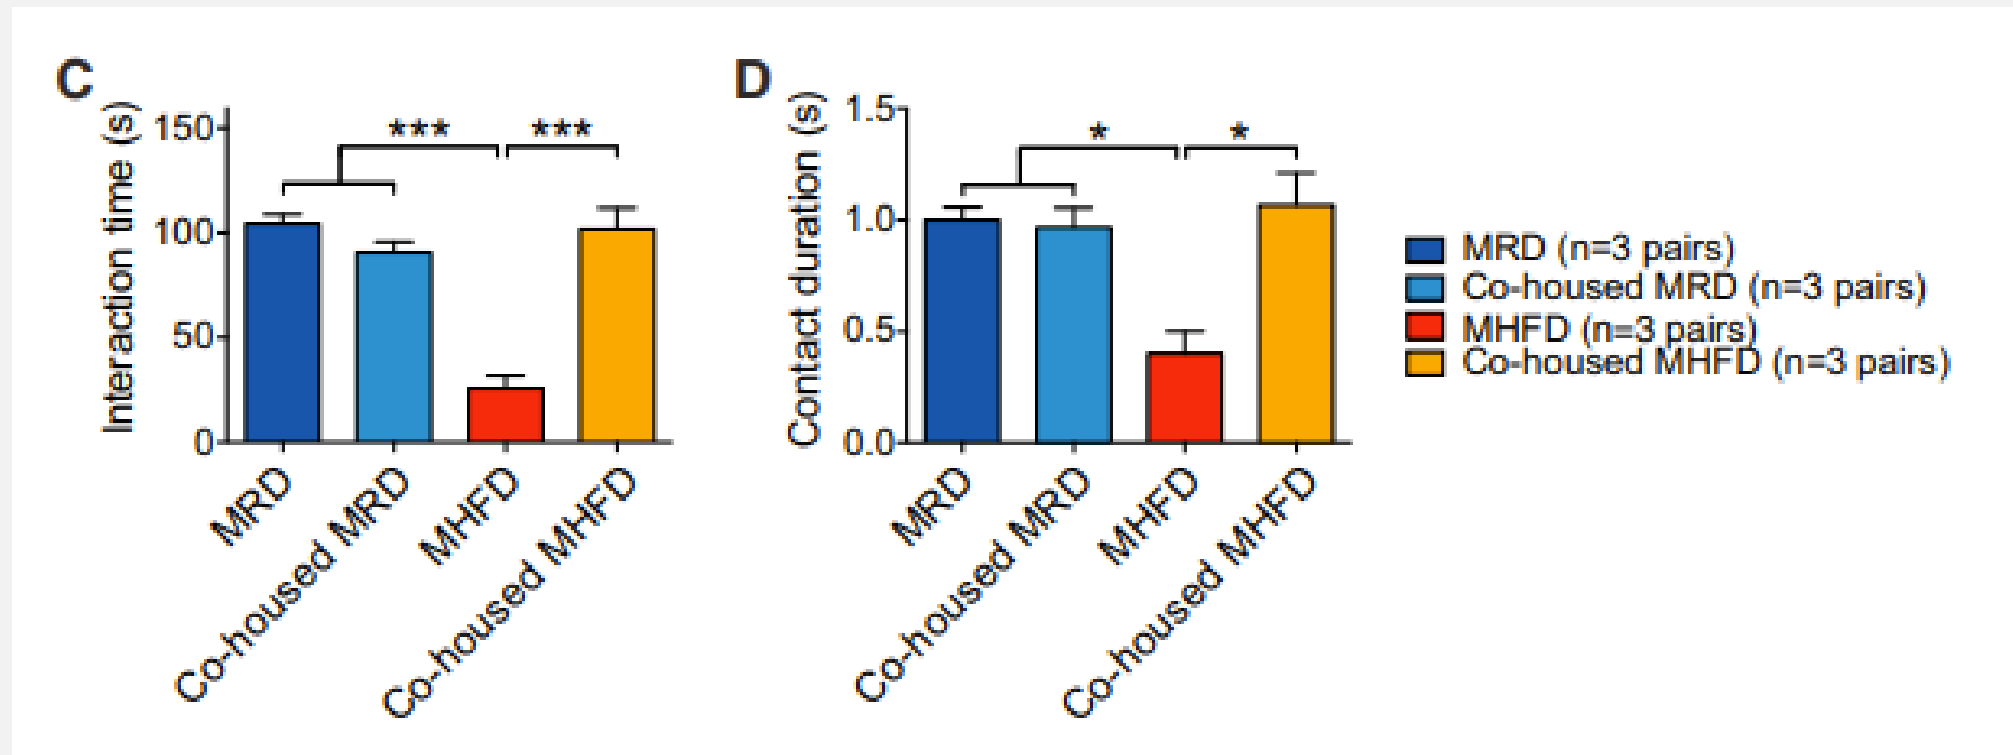 C
Interaction time (s)
150
100
50
0
*** ***
MRD
Co-housed MRD
MHFD
Co-housed MHFD
D
Contact duration (s)
1.5
1.0
0.5
0.0
* *
MRD
Co-housed MRD
MHFD
Co-housed MHFD
MRD (n=3 pairs)
Co-housed MRD (n=3 pairs)
MHFD (n=3 pairs)
Co-housed MHFD (n=3 pairs)